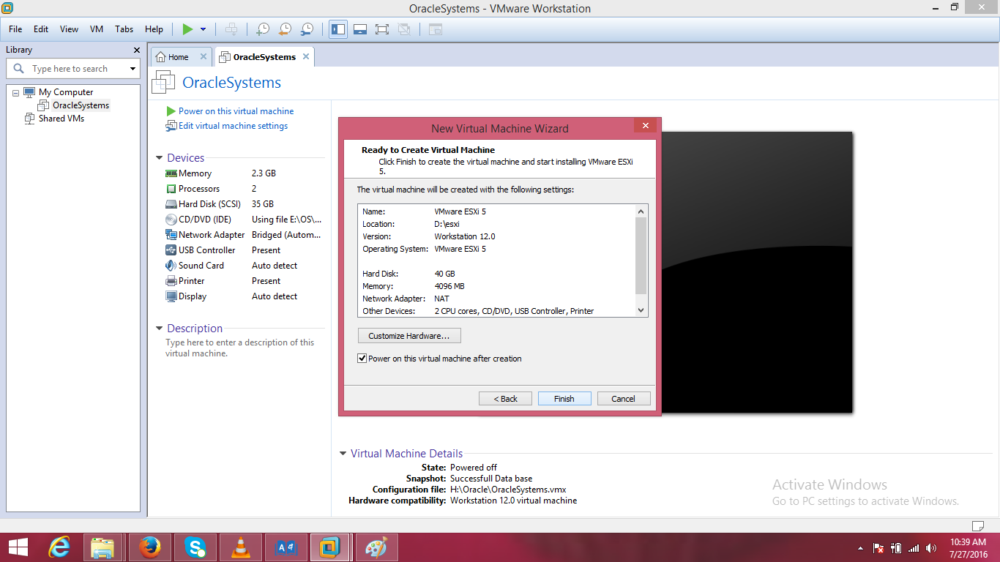 OracleSystems - VMware Workstation
File Edit View VM Tabs Help
Library
Type here to search
My Computer
OracleSystems
Shared VMs
Home OracleSystems
OracleSystems
Power on this virtual machine
Edit virtual machine settings
Devices
Memory 2.3 GB
Processors 2
Hard Disk (SCSI) 35 GB
CD/DVD (IDE) Using file E:\OS\...
Network Adapter Bridged (Autom...
USB Controller Present
Sound Card Auto detect
Printer Present
Display Auto detect
Description
Type here to enter a description of this
virtual machine.
New Virtual Machine Wizard
Ready to Create Virtual Machine
Click Finish to create the virtual machine and start installing VMware ESXi
5.
The virtual machine will be created with the following settings:
Name: VMware ESXi 5
Location: D:\esxi
Version: Workstation 12.0
Operating System: VMware ESXi 5
Hard Disk: 40 GB
Memory: 4096 MB
Network Adapter: NAT
Other Devices: 2 CPU cores, CD/DVD, USB Controller, Printer
Customize Hardware...
Power on this virtual machine after creation
< Back Finish Cancel
Virtual Machine Details
State: Powered off
Snapshot: Successfull Data base
Configuration file: H:\Oracle\OracleSystems.vmx
Hardware compatibility: Workstation 12.0 virtual machine
Activate Windows
Go to PC settings to activate Windows.
10:39 AM
7/27/2016